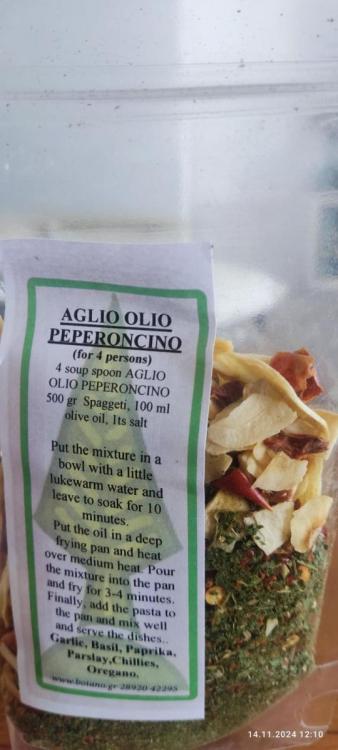 AGLIO OLIO
PEPERONCINO
(for 4 persons)
4 soup spoon AGLIO
OLIO PEPERONCINO
500 gr Spaggeti, 100 ml
olive oil, 1ts salt
Put the mixture in a
bowl with a little
lukewarm water and
leave to soak for 10
minutes.
Put the oil in a deep
frying pan and heat
over medium heat. Pour
the mixture into the pan
and fry for 3-4 minutes.
Finally, add the pasta to
the pan and mix well
and serve the dishes..
Garlic, Basil, Paprika,
Parslay,Chillies,
Oregano.
www.botano.gr 28920 42295
14.11.2024 12:10